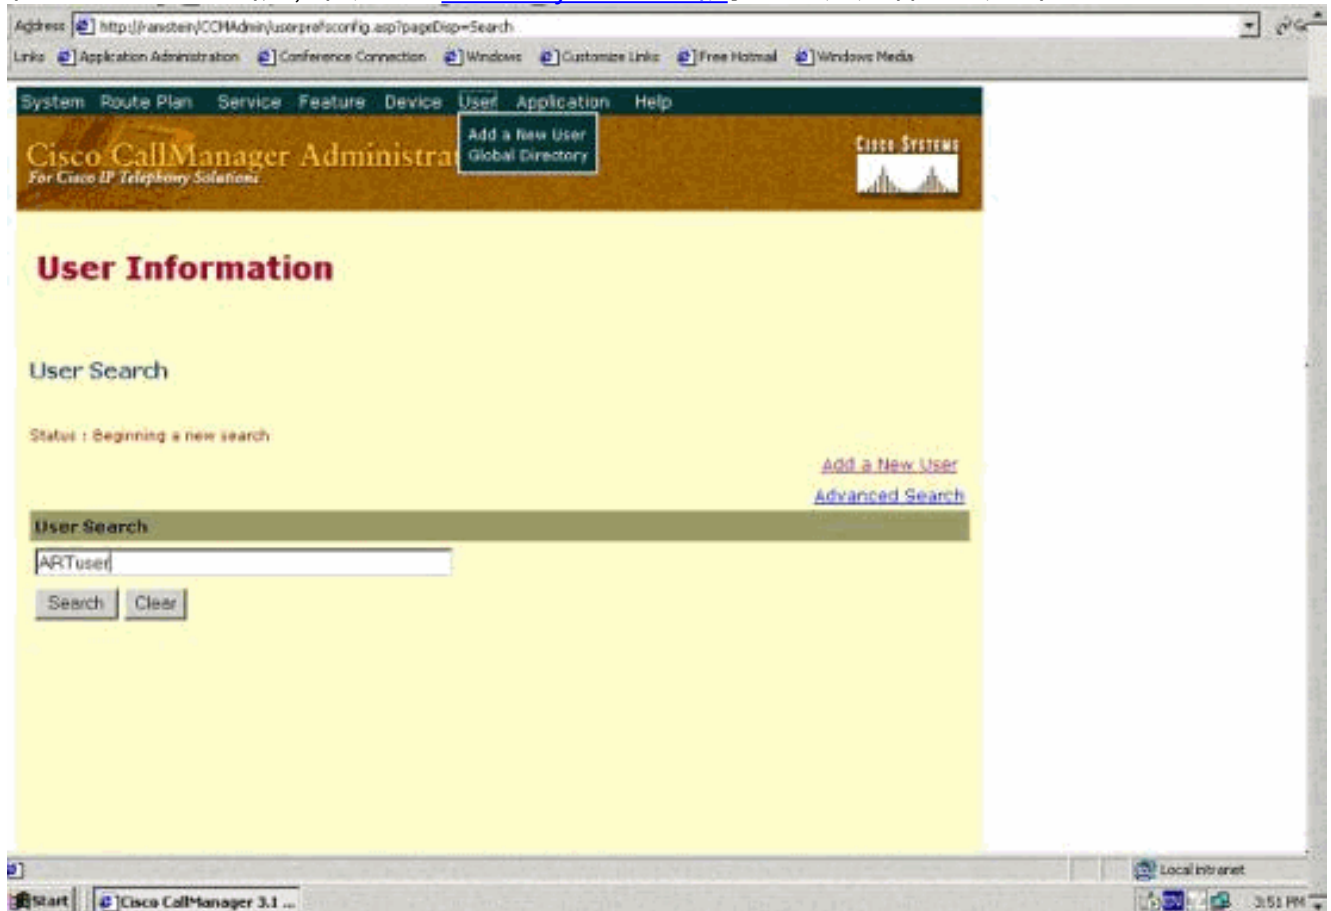 Address http://ramstein/CCMAdmin/userprefsconfig.asp?pageDisp=Search
Links Application Administration Conference Connection Windows Customize Links Free Hotmail Windows Media
System Route Plan Service Feature Device User Application Help
Add a New User
Global Directory
Cisco CallManager Administra
For Cisco IP Telephony Solutions
CISCO SYSTEMS
User Information
User Search
Status : Beginning a new search
Add a New User
Advanced Search
User Search
ARTuser
Search Clear
Local intranet
Start Cisco CallManager 3.1 ...
EN
3:51 PM